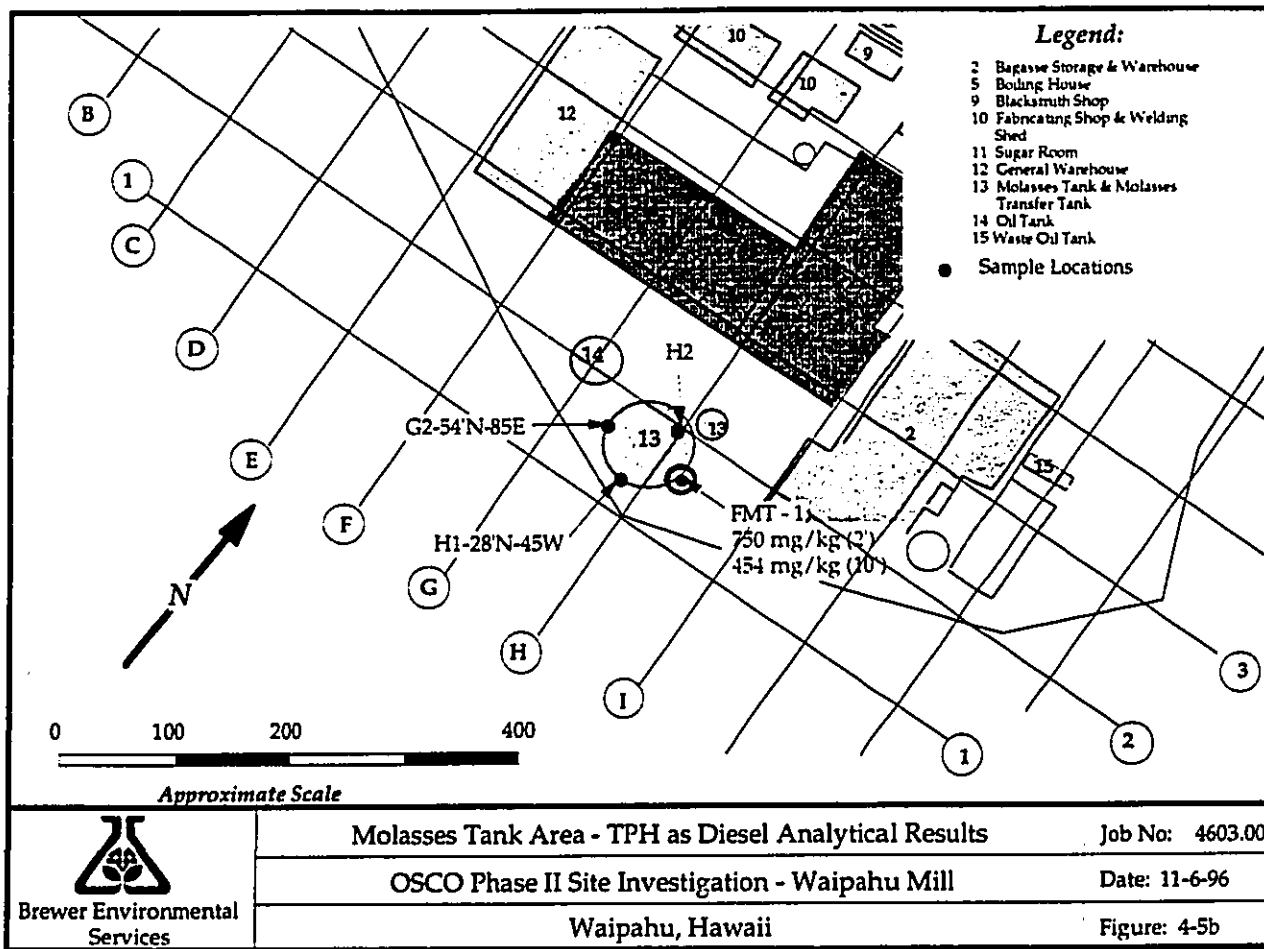 Legend:
2 Bagasse Storage & Warehouse
5 Boiling House
9 Blacksmith Shop
10 Fabricating Shop & Welding
Shed
11 Sugar Room
12 General Warehouse
13 Molasses Tank & Molasses
Transfer Tank
14 Oil Tank
15 Waste Oil Tank
Sample Locations
10
9
10
12
B
1
C
D
E
F
G
H
I
14
H2
G2-54'N-85E
.13
13
2
15
H1-28'N-45W
FMT - 1
750 mg/kg (2')
454 mg/kg (10')
N
3
2
1
0 100 200 400
Approximate Scale
Brewer Environmental
Services
Molasses Tank Area - TPH as Diesel Analytical Results
Job No: 4603.00
OSCO Phase II Site Investigation - Waipahu Mill
Date: 11-6-96
Waipahu, Hawaii
Figure: 4-5b